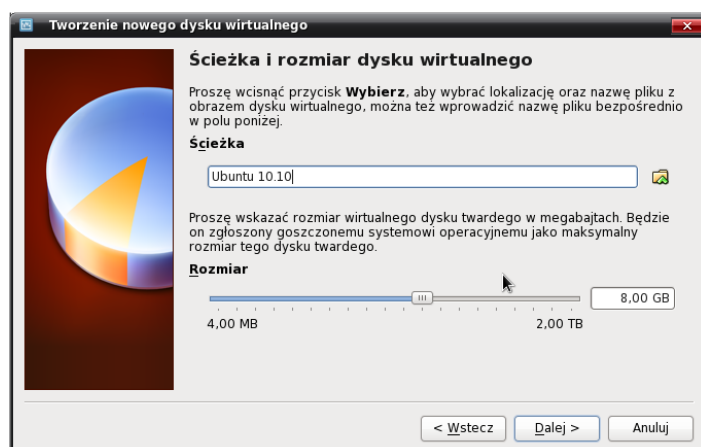 Tworzenie nowego dysku wirtualnego
Ścieżka i rozmiar dysku wirtualnego
Proszę wcisnąć przycisk Wybierz, aby wybrać lokalizację oraz nazwę pliku z
obrazem dysku wirtualnego, można też wprowadzić nazwę pliku bezpośrednio
w polu poniżej.
Ścieżka
Ubuntu 10.10
Proszę wskazać rozmiar wirtualnego dysku twardego w megabajtach. Będzie
on zgłoszony goszczonemu systemowi operacyjnemu jako maksymalny
rozmiar tego dysku twardego.
Rozmiar
8,00 GB
4,00 MB 2,00 TB
< Wstecz Dalej > Anuluj